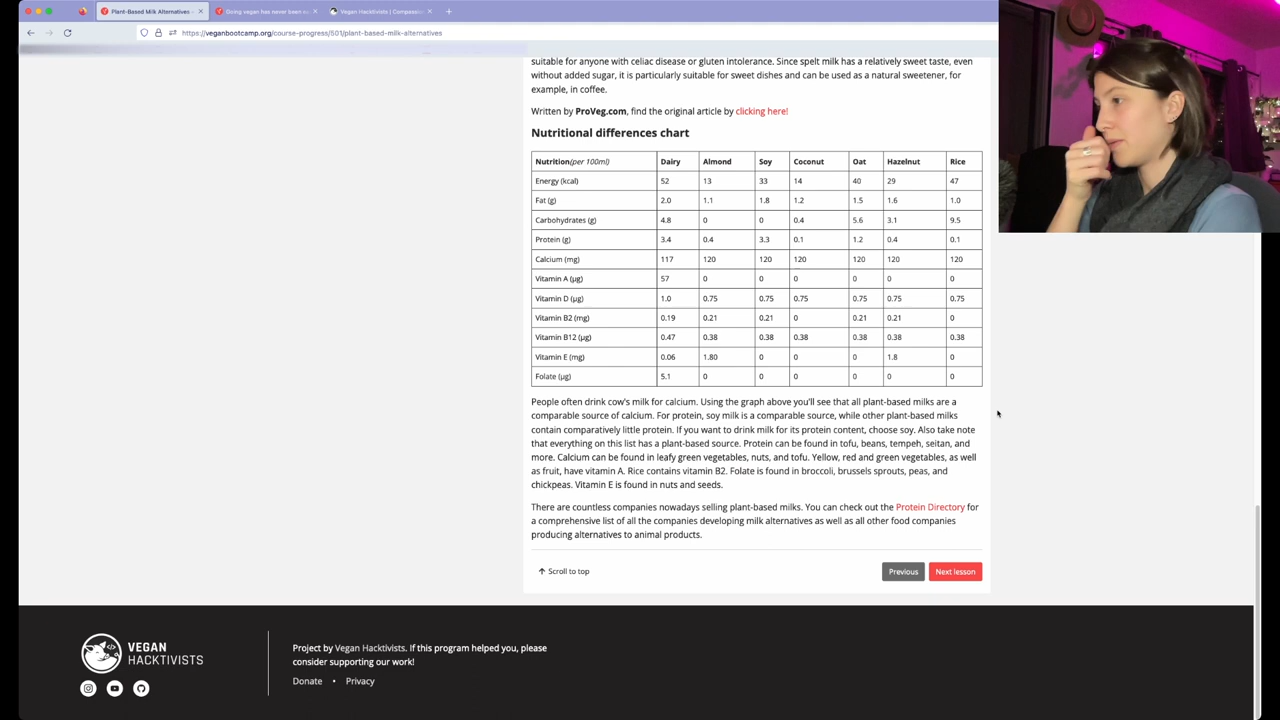 Plant-Based Milk Alternatives
Going vegan has never been e
Vegan Hacktivists | Compassio
https://veganbootcamp.org/course-progress/501/plant-based-milk-alternatives
suitable for anyone with celiac disease or gluten intolerance. Since spelt milk has a relatively sweet taste, even
without added sugar, it is particularly suitable for sweet dishes and can be used as a natural sweetener, for
example, in coffee.
Written by ProVeg.com, find the original article by clicking here!
Nutritional differences chart
Nutrition(per 100ml) Dairy Almond Soy Coconut Oat Hazelnut Rice
Energy (kcal) 52 13 33 14 40 29 47
Fat (g) 2.0 1.1 1.8 1.2 1.5 1.6 1.0
Carbohydrates (g) 4.8 0 0 0.4 5.6 3.1 9.5
Protein (g) 3.4 0.4 3.3 0.1 1.2 0.4 0.1
Calcium (mg) 117 120 120 120 120 120 120
Vitamin A (µg) 57 0 0 0 0 0 0
Vitamin D (µg) 1.0 0.75 0.75 0.75 0.75 0.75 0.75
Vitamin B2 (mg) 0.19 0.21 0.21 0 0.21 0.21 0
Vitamin B12 (µg) 0.47 0.38 0.38 0.38 0.38 0.38 0.38
Vitamin E (mg) 0.06 1.80 0 0 0 1.8 0
Folate (µg) 5.1 0 0 0 0 0 0
People often drink cow's milk for calcium. Using the graph above you'll see that all plant-based milks are a
comparable source of calcium. For protein, soy milk is a comparable source, while other plant-based milks
contain comparatively little protein. If you want to drink milk for its protein content, choose soy. Also take note
that everything on this list has a plant-based source. Protein can be found in tofu, beans, tempeh, seitan, and
more. Calcium can be found in leafy green vegetables, nuts, and tofu. Yellow, red and green vegetables, as well
as fruit, have vitamin A. Rice contains vitamin B2. Folate is found in broccoli, brussels sprouts, peas, and
chickpeas. Vitamin E is found in nuts and seeds.
There are countless companies nowadays selling plant-based milks. You can check out the Protein Directory for
a comprehensive list of all the companies developing milk alternatives as well as all other food companies
producing alternatives to animal products.
Scroll to top
Previous
Next lesson
VEGAN
HACKTIVISTS
Project by Vegan Hacktivists. If this program helped you, please
consider supporting our work!
Donate • Privacy